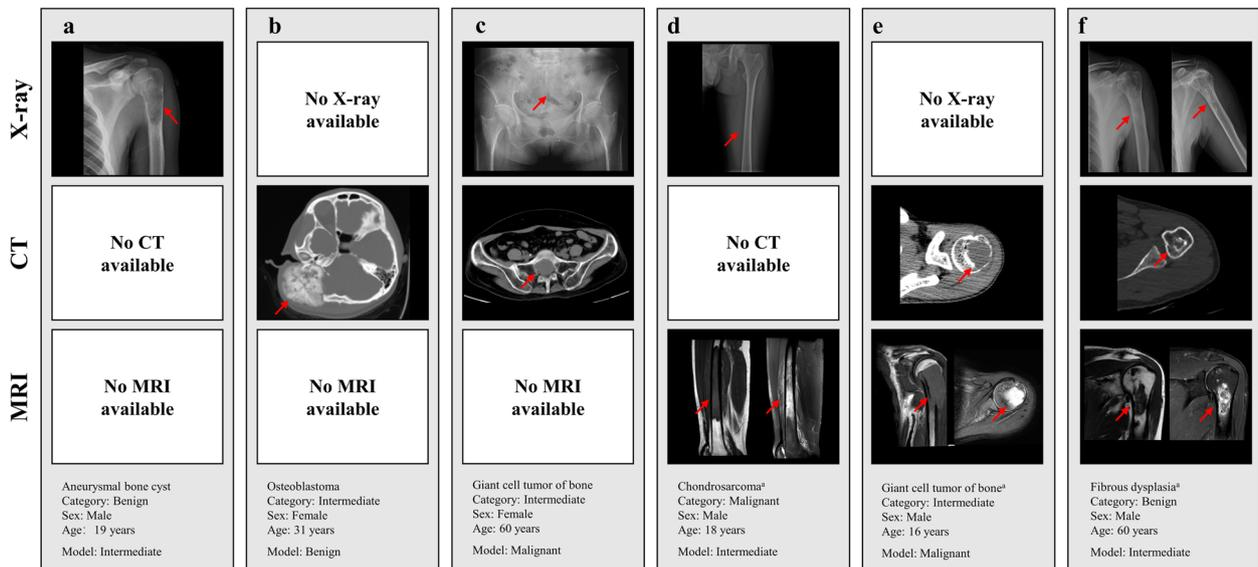 a
b
c
d
e
f
X-ray
No X-ray
available
No X-ray
available
CT
No CT
available
No CT
available
MRI
No MRI
available
No MRI
available
No MRI
available
Aneurysmal bone cyst
Category: Benign
Sex: Male
Age: 19 years
Model: Intermediate
Osteoblastoma
Category: Intermediate
Sex: Female
Age: 31 years
Model: Benign
Giant cell tumor of bone
Category: Intermediate
Sex: Female
Age: 60 years
Model: Malignant
Chondrosarcomaᵃ
Category: Malignant
Sex: Male
Age: 18 years
Model: Intermediate
Giant cell tumor of boneᵃ
Category: Intermediate
Sex: Male
Age: 16 years
Model: Malignant
Fibrous dysplasiaᵃ
Category: Benign
Sex: Male
Age: 60 years
Model: Intermediate